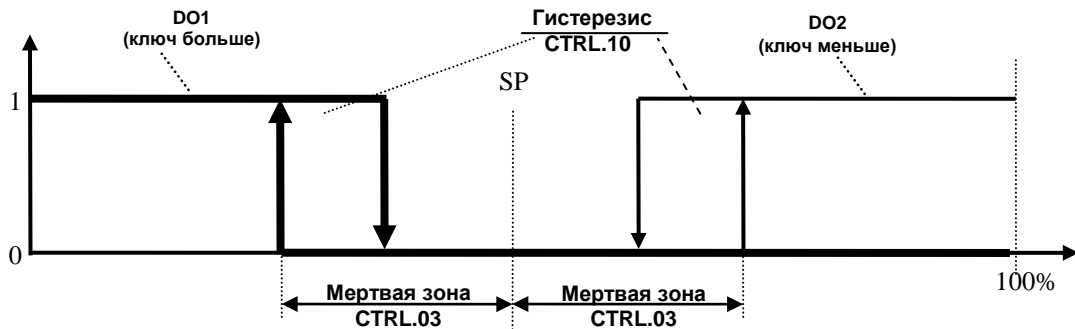 DO1
(ключ больше)
Гистерезис
CTRL.10
DO2
(ключ меньше)
SP
1
0
100%
Мертвая зона
CTRL.03
Мертвая зона
CTRL.03